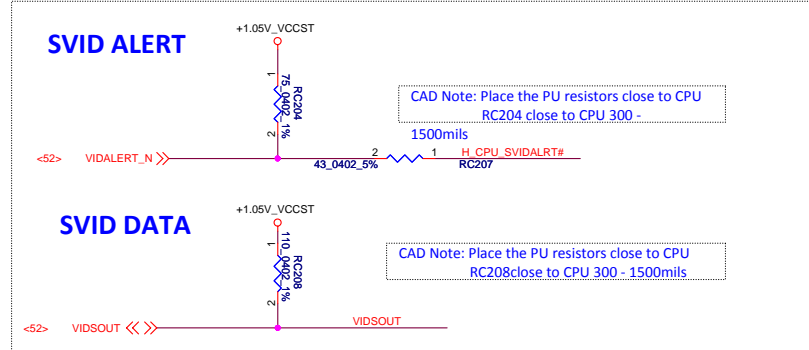 SVID ALERT
+1.05V_VCCST
1
RC204
75_0402_1%
2
CAD Note: Place the PU resistors close to CPU
RC204 close to CPU 300 -
1500mils
<52> VIDALERT_N
2 1 H_CPU_SVIDALRT#
43_0402_5% RC207
SVID DATA
+1.05V_VCCST
1
RC208
110_0402_1%
2
CAD Note: Place the PU resistors close to CPU
RC208close to CPU 300 - 1500mils
<52> VIDSOUT
VIDSOUT